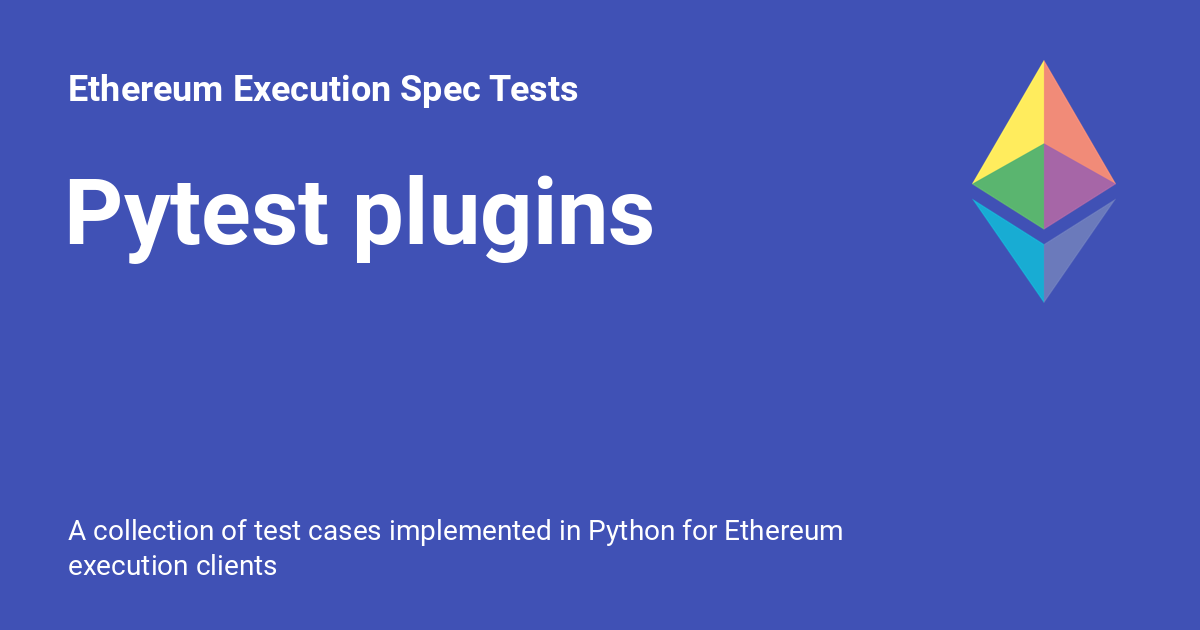 Ethereum Execution Spec Tests
Pytest plugins
A collection of test cases implemented in Python for Ethereum
execution clients